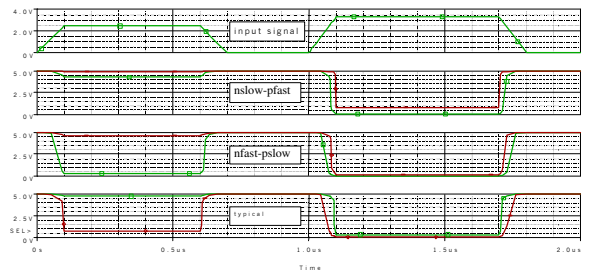 4.0V
input signal
2.0V
0V
5.0V
nslow-pfast
2.5V
0V
5.0V
nfast-pslow
2.5V
0V
5.0V
typical
2.5V
SEL>
0V
0s 0.5us 1.0us 1.5us 2.0us
Time